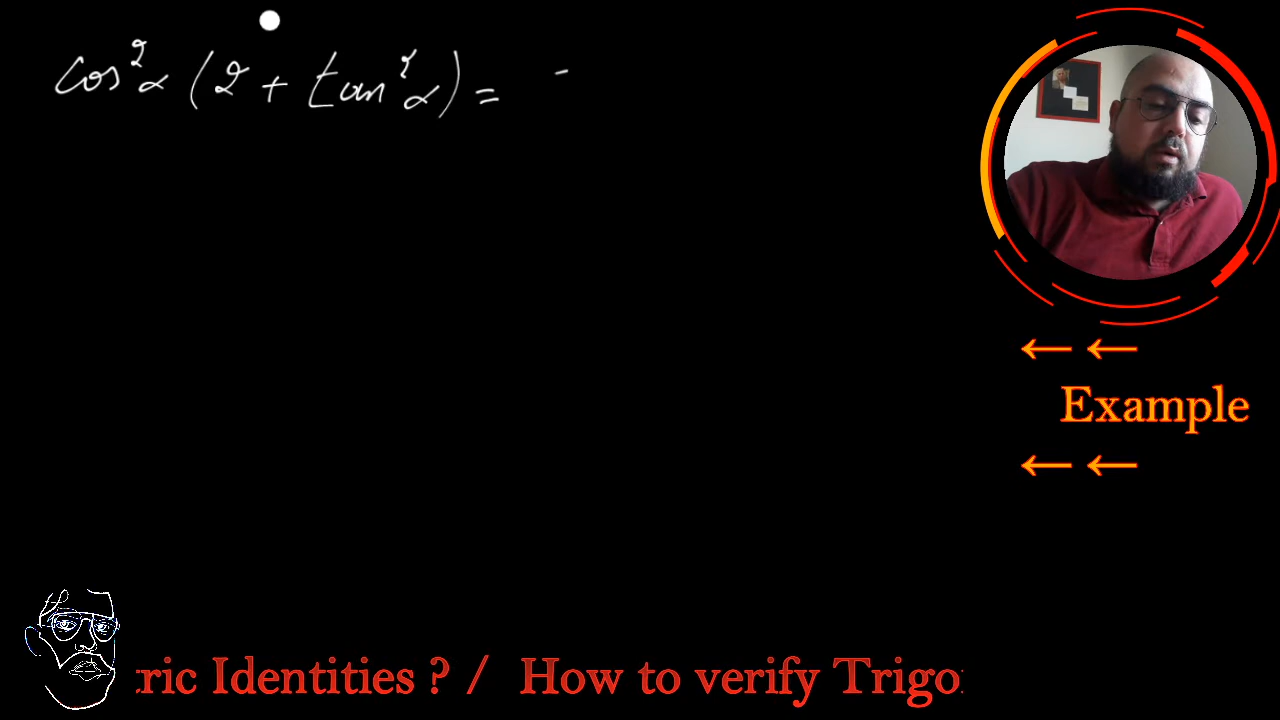 cos²α (2 + tan²α) =
← ←
Example
← ←
ric Identities ? / How to verify Trigo